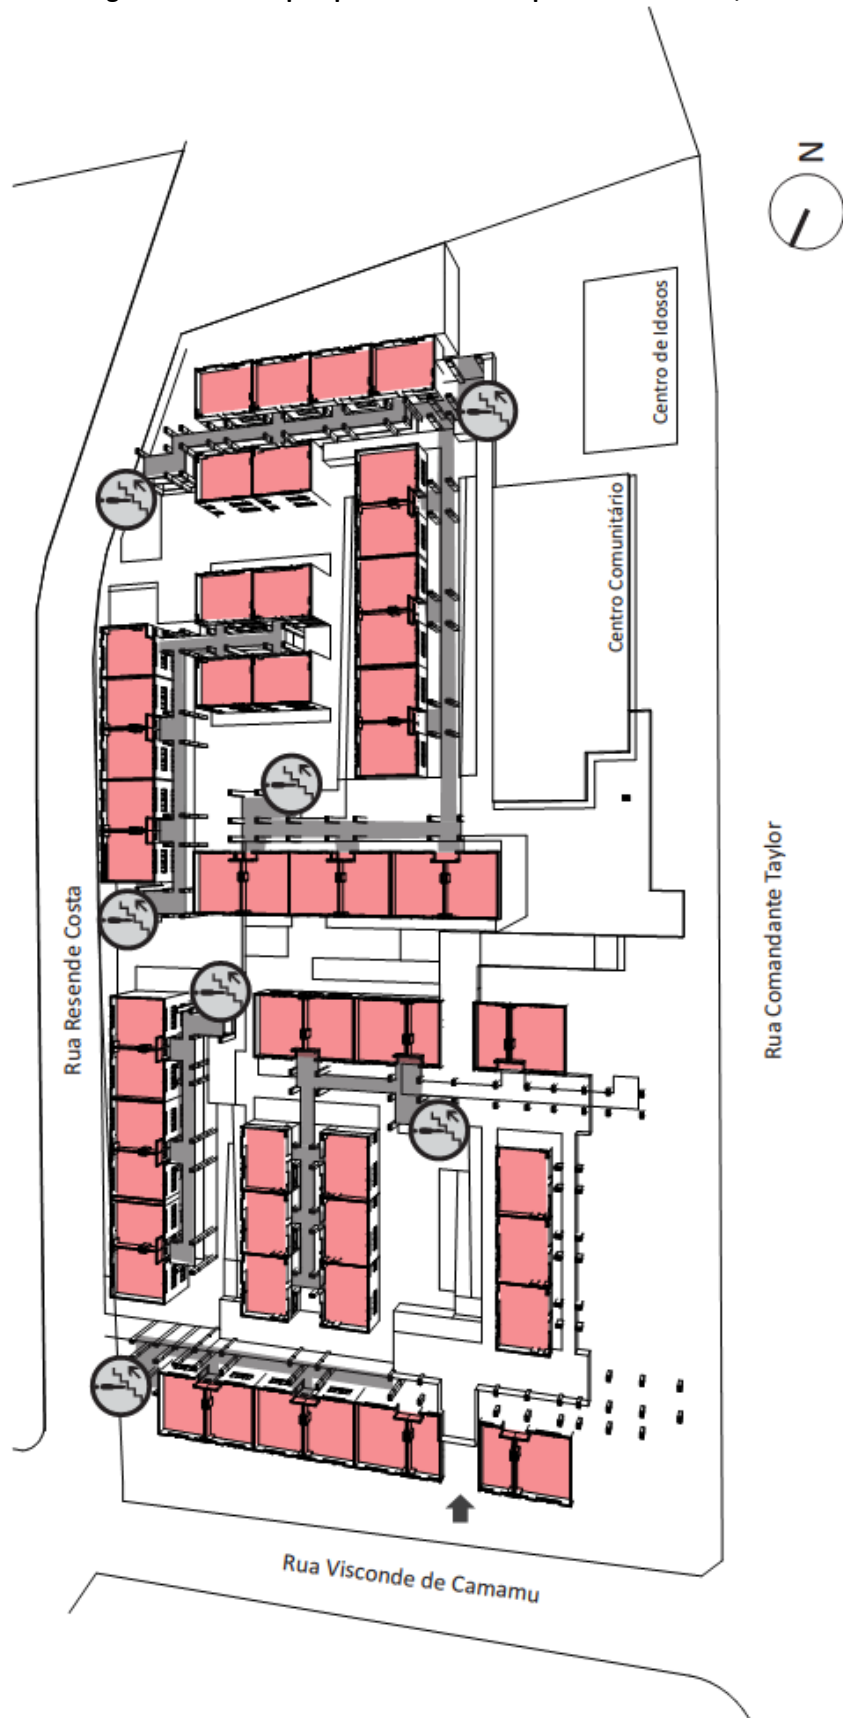 N
Centro de Idosos
Centro Comunitário
Rua Resende Costa
Rua Comandante Taylor
Rua Visconde de Camamu